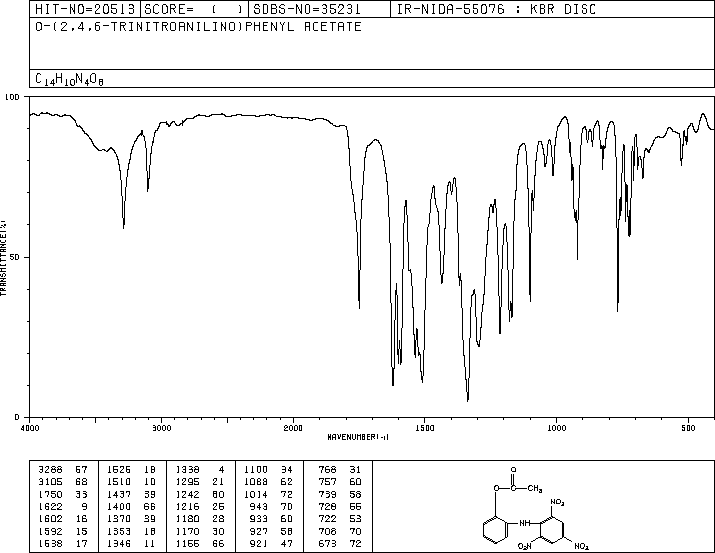 HIT-NO=20513 SCORE= ( ) SDBS-NO=35231 IR-NIDA-55076 : KBR DISC
O-(2,4,6-TRINITROANILINO)PHENYL ACETATE
C14H10N4O8
100
50
0
TRANSMITTANCE(%)
4000 3000 2000 1500 1000 500
WAVENUMBER(-1)
3288 57 1526 18 1338 4 1100 34 768 31
3105 68 1510 10 1295 21 1088 62 757 60
1750 33 1437 39 1242 60 1014 72 739 58
1622 9 1400 66 1216 25 943 70 728 55
1602 16 1370 39 1180 28 933 60 722 53
1592 15 1353 18 1170 30 927 58 708 70
1538 17 1346 11 1155 66 921 47 673 72
O
O—C—CH3
NO2
NH
O2N
NO2